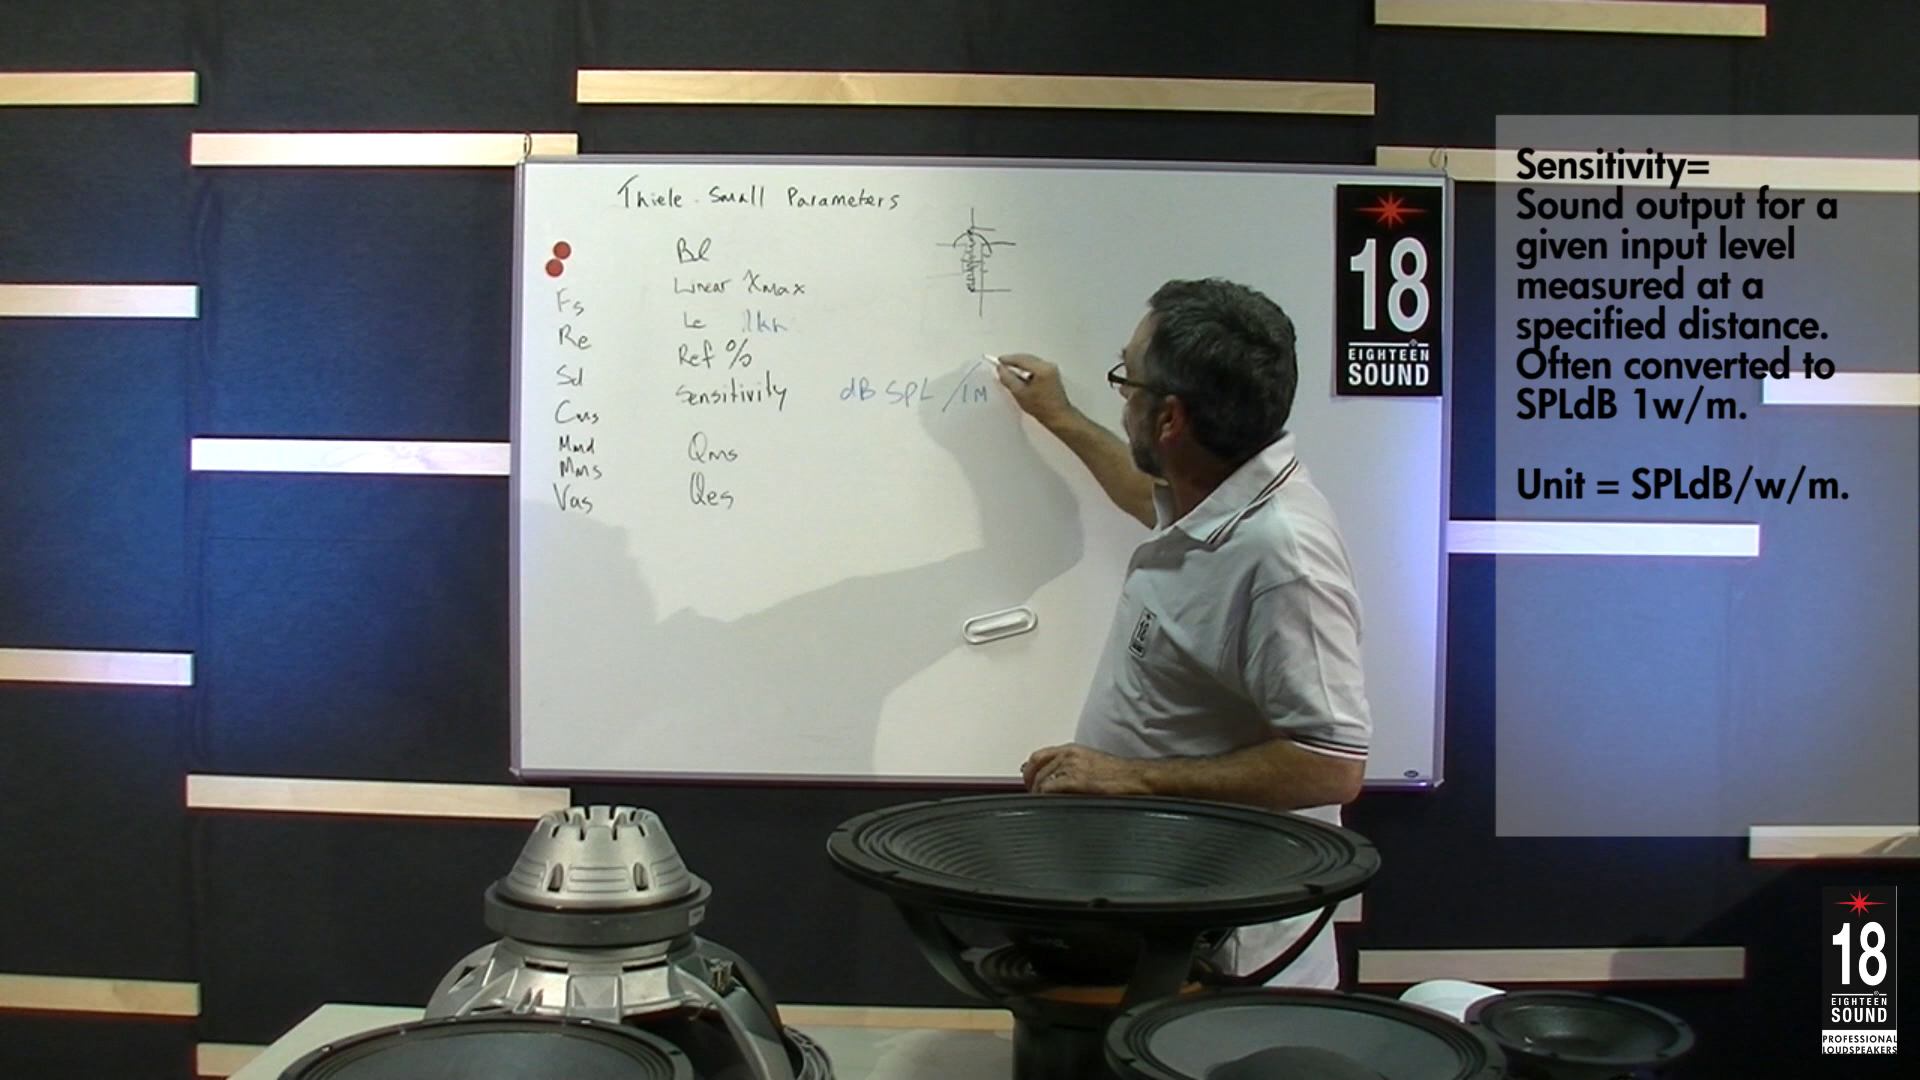 Thiele - Small Parameters
Fs
Re
Sd
Cms
Mmd
Mms
Vas
Bl
Linear Xmax
Le 1kh
Ref %
Sensitivity dB SPL /1M
Qms
Qes
18
EIGHTEEN
SOUND
Sensitivity=
Sound output for a
given input level
measured at a
specified distance.
Often converted to
SPLdB 1w/m.
Unit = SPLdB/w/m.
18
18
EIGHTEEN
SOUND
PROFESSIONAL
LOUDSPEAKERS